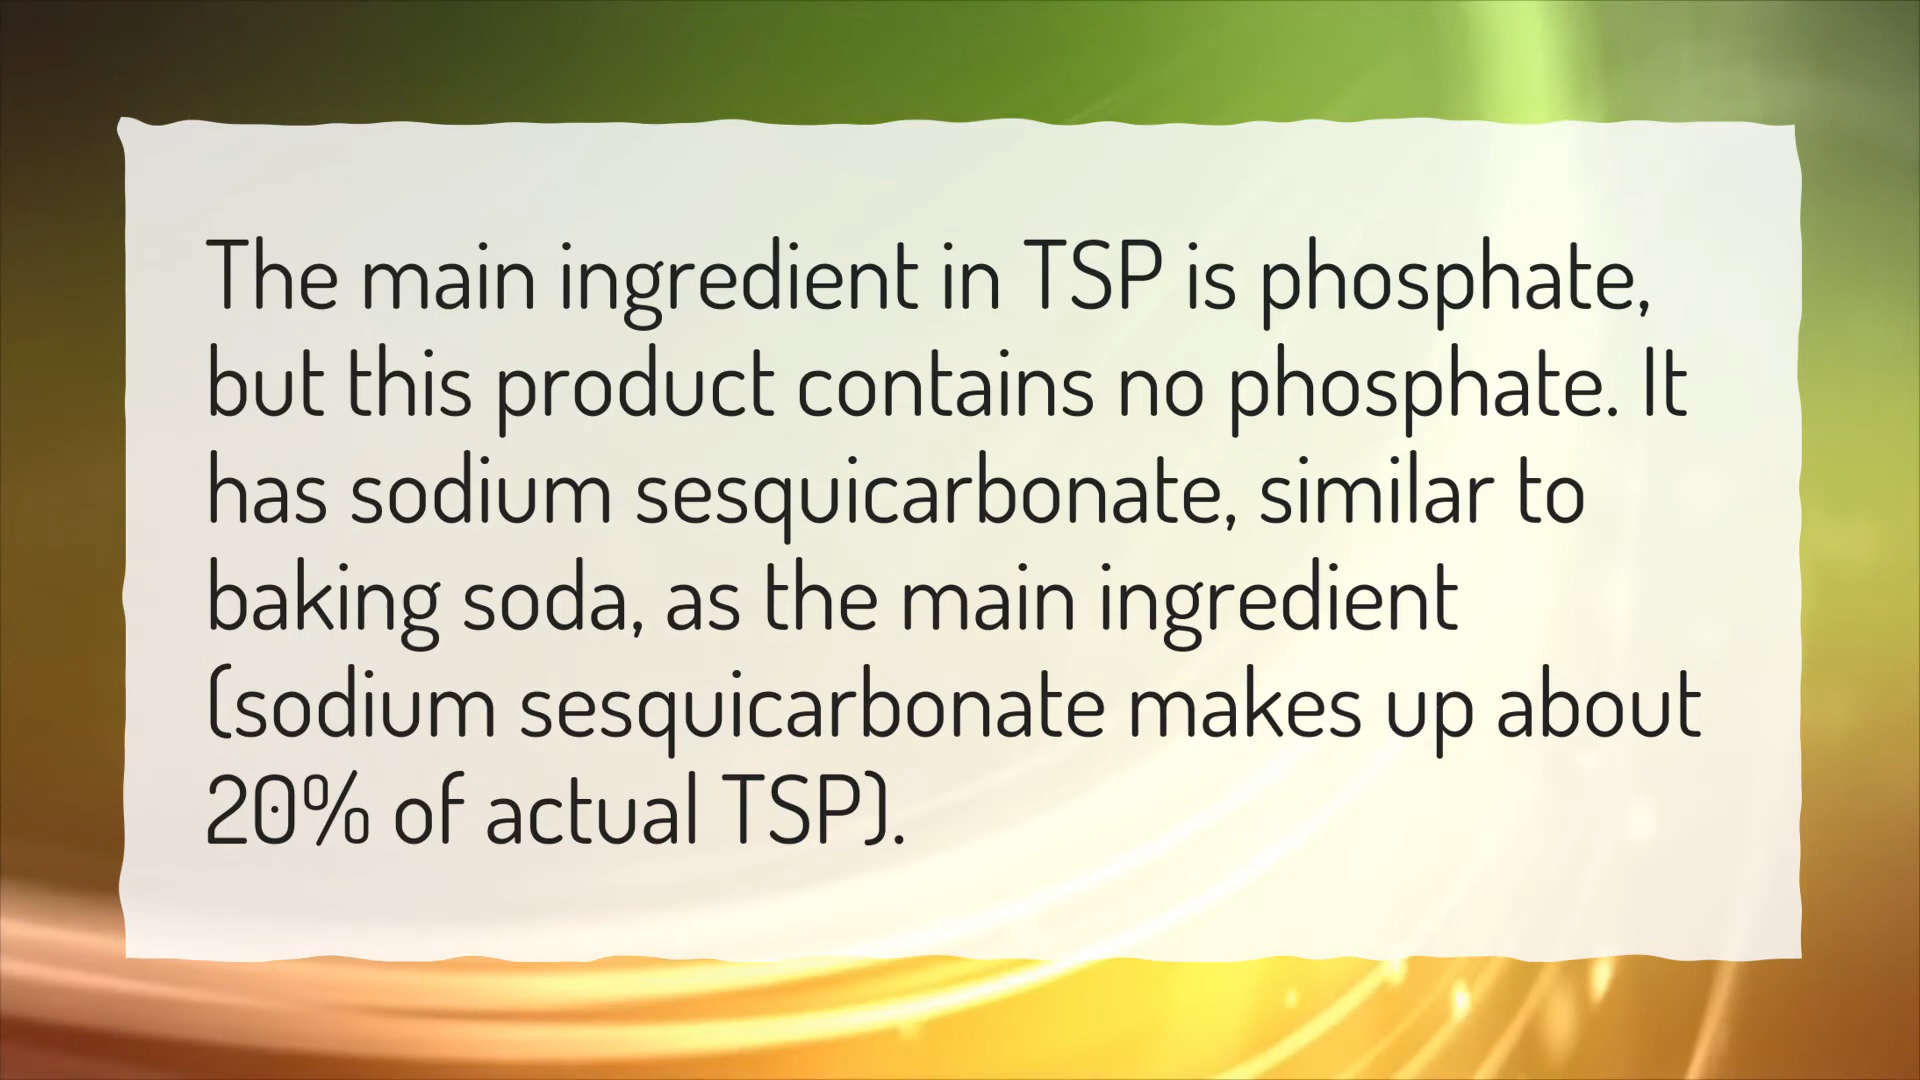 The main ingredient in TSP is phosphate,
but this product contains no phosphate. It
has sodium sesquicarbonate, similar to
baking soda, as the main ingredient
(sodium sesquicarbonate makes up about
20% of actual TSP).